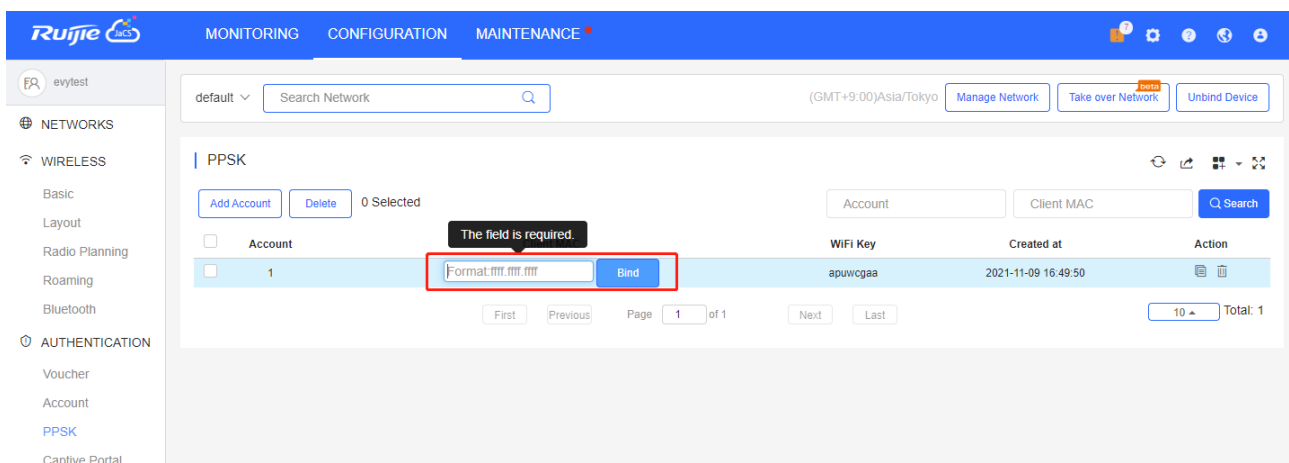 Ruijie JaCS MONITORING CONFIGURATION MAINTENANCE 7
evytest
default Search Network (GMT+9:00)Asia/Tokyo Manage Network Take over Network beta Unbind Device
NETWORKS
WIRELESS
Basic
Layout
Radio Planning
Roaming
Bluetooth
AUTHENTICATION
Voucher
Account
PPSK
Captive Portal
PPSK
Add Account Delete 0 Selected Account Client MAC Search
The field is required.
Account WiFi Key Created at Action
1 Format:ffff.ffff.ffff Bind apuwcgaa 2021-11-09 16:49:50
First Previous Page 1 of 1 Next Last 10 Total: 1